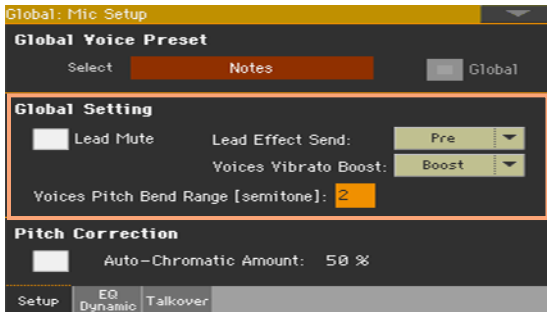 Global: Mic Setup
Global Voice Preset
Select Notes Global
Global Setting
Lead Mute Lead Effect Send: Pre
Voices Vibrato Boost: Boost
Voices Pitch Bend Range [semitone]: 2
Pitch Correction
Auto-Chromatic Amount: 50 %
Setup EQ Dynamic Talkover